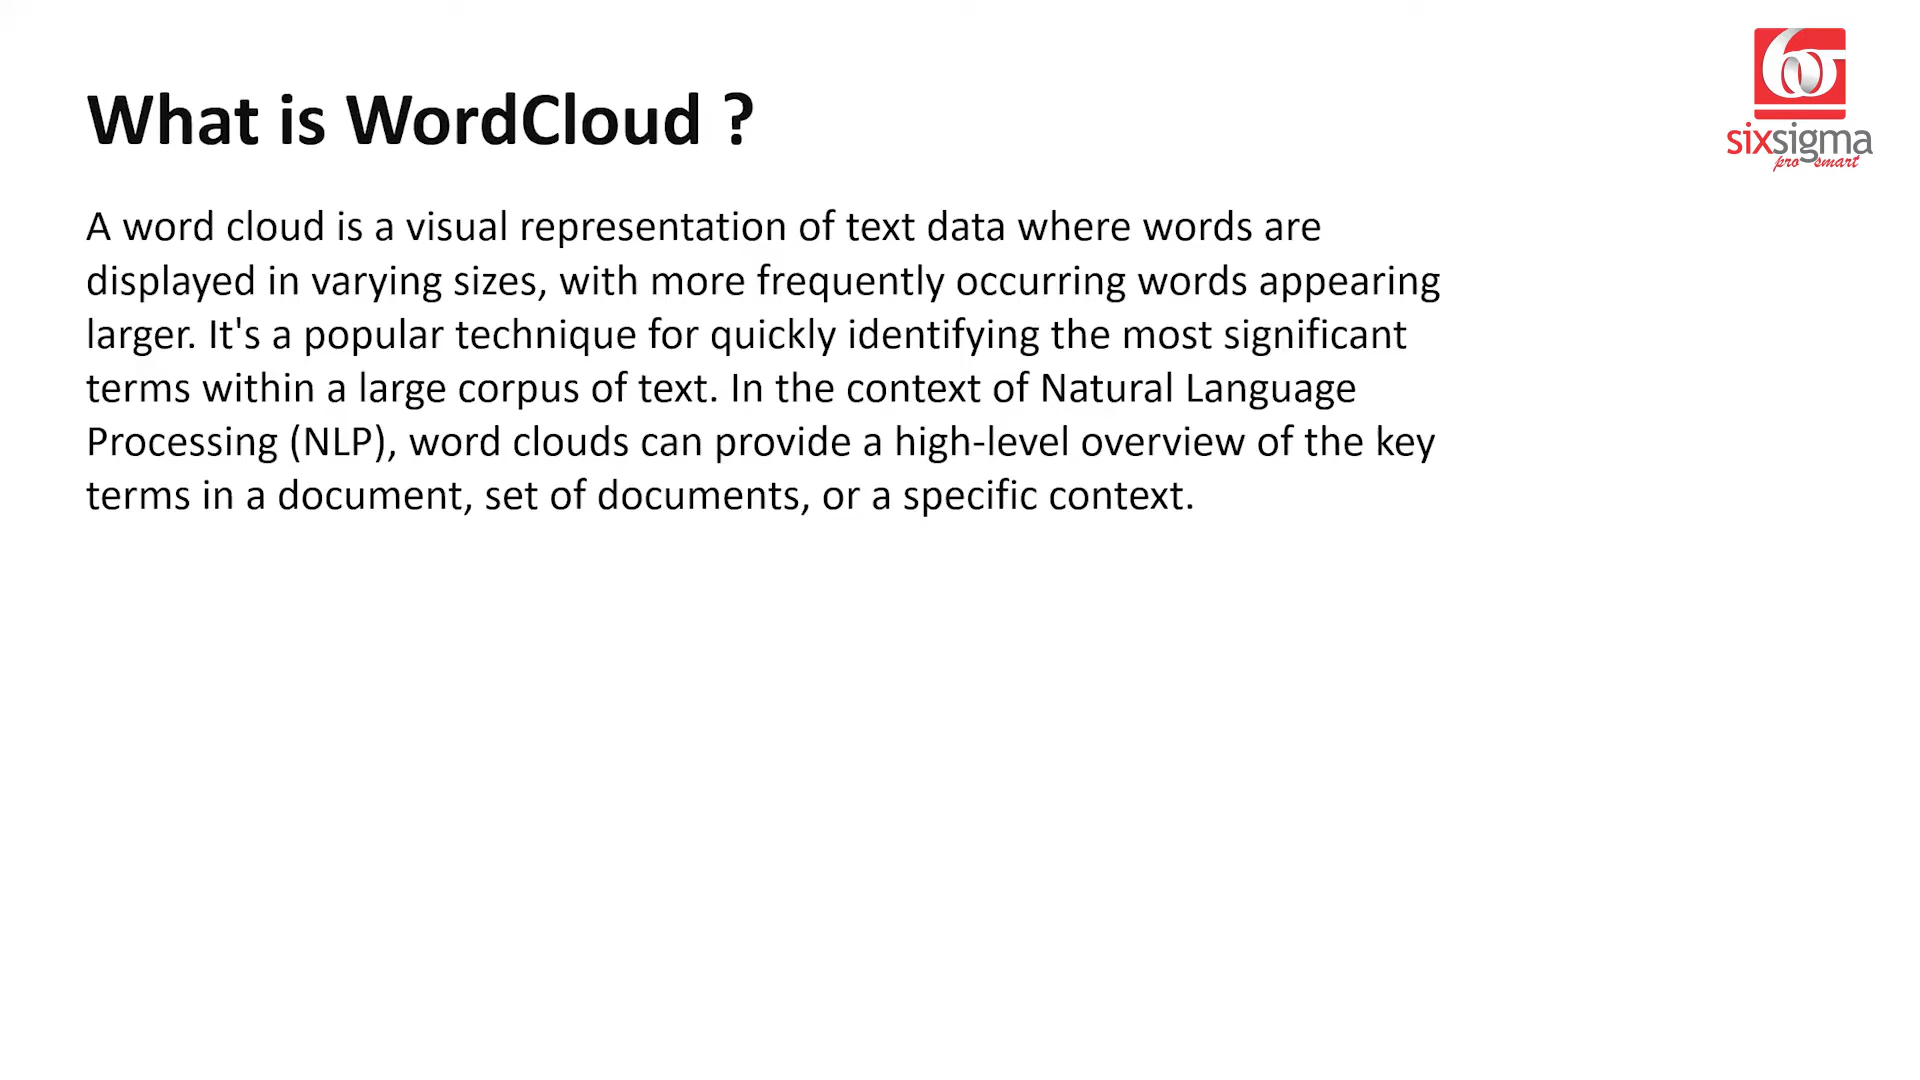 What is WordCloud ?
A word cloud is a visual representation of text data where words are
displayed in varying sizes, with more frequently occurring words appearing
larger. It's a popular technique for quickly identifying the most significant
terms within a large corpus of text. In the context of Natural Language
Processing (NLP), word clouds can provide a high-level overview of the key
terms in a document, set of documents, or a specific context.
6σ
sixsigma
pro smart